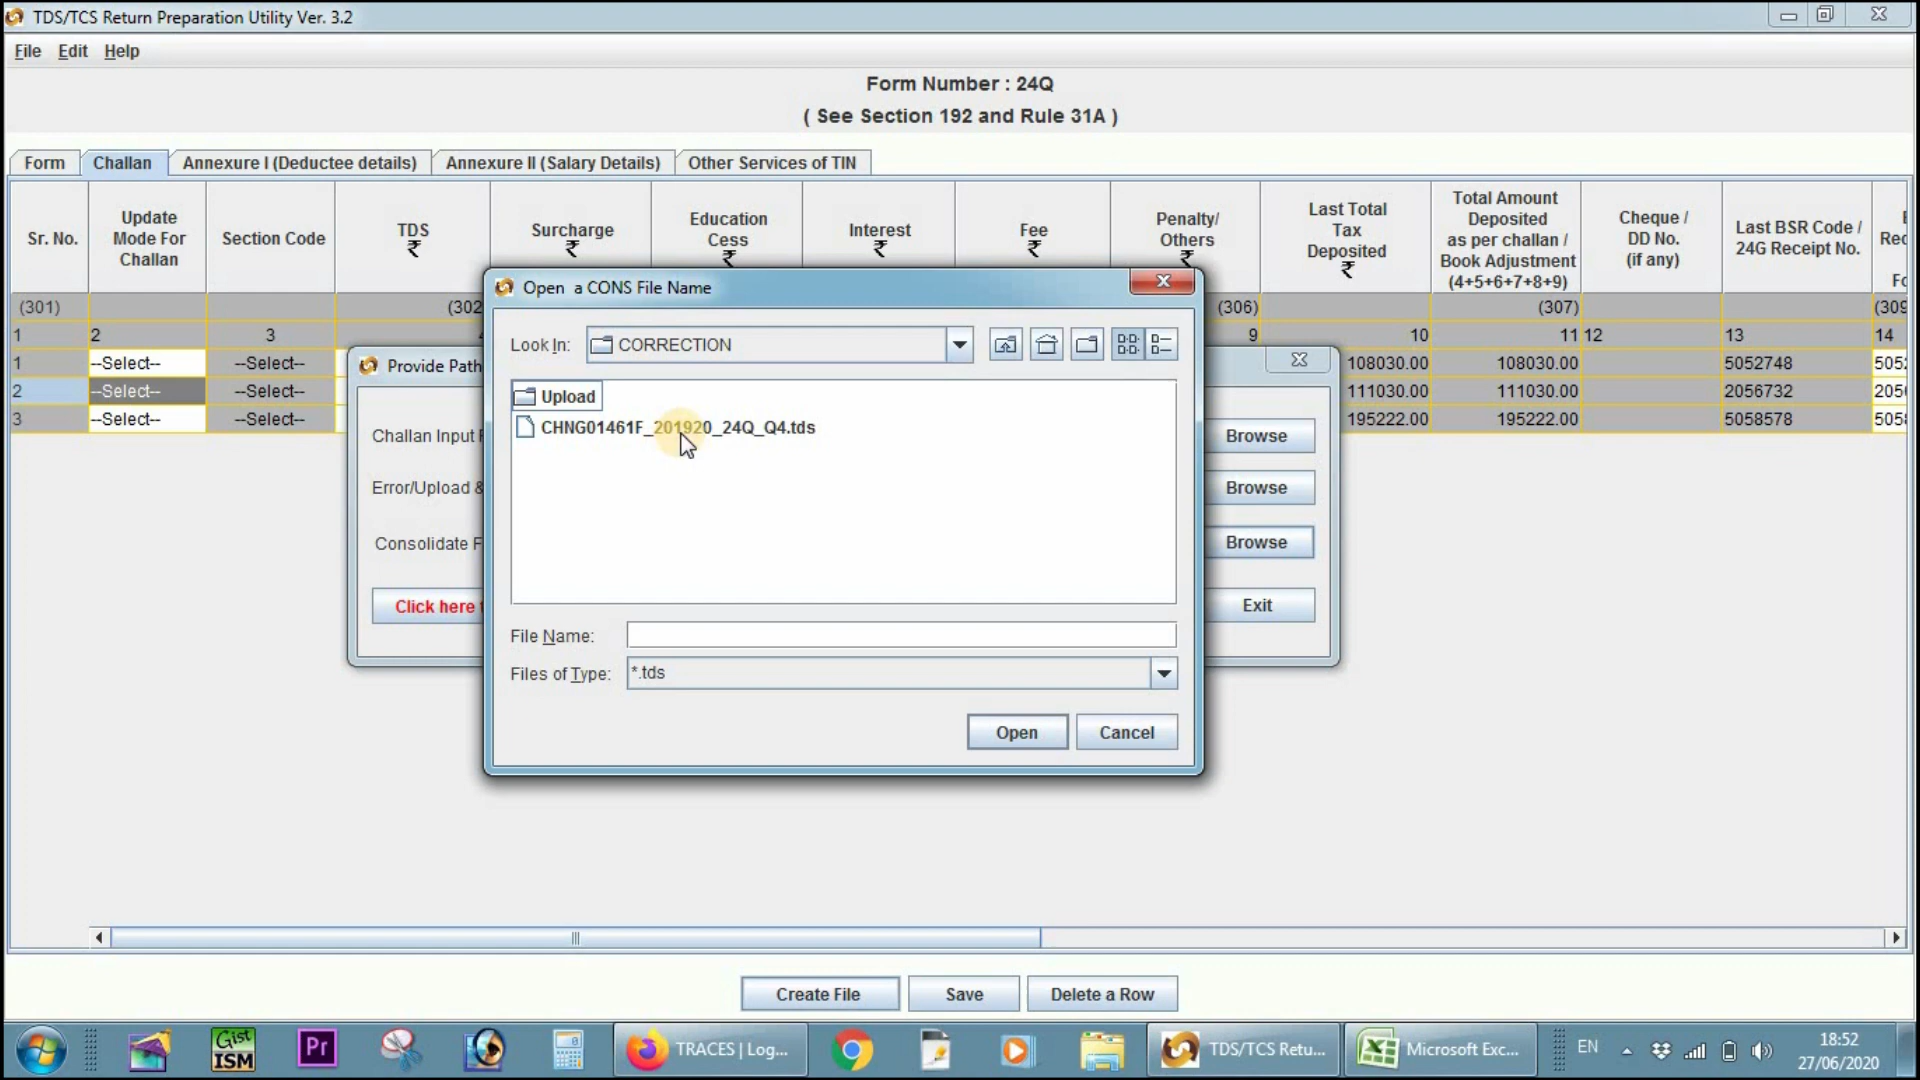 TDS/TCS Return Preparation Utility Ver. 3.2
File Edit Help
Form Number : 24Q
( See Section 192 and Rule 31A )
Form Challan Annexure I (Deductee details) Annexure II (Salary Details) Other Services of TIN
Sr. No.
Update
Mode For
Challan
Section Code
TDS
₹
Surcharge
₹
Education
Cess
₹
Interest
₹
Fee
₹
Penalty/
Others
₹
Last Total
Tax
Deposited
₹
Total Amount
Deposited
as per challan /
Book Adjustment
(4+5+6+7+8+9)
Cheque /
DD No.
(if any)
Last BSR Code /
24G Receipt No.
(301) (302 (306) (307) (309
1 2 3 9 10 11 12 13 14
1 --Select-- --Select-- 108030.00 108030.00 5052748 505
2 --Select-- --Select-- 111030.00 111030.00 2056732 205
3 --Select-- --Select-- 195222.00 195222.00 5058578 505
Provide Path
Challan Input
Browse
Error/Upload &
Browse
Consolidate F
Browse
Click here
Exit
Open a CONS File Name
Look In: CORRECTION
Upload
CHNG01461F_201920_24Q_Q4.tds
File Name:
Files of Type: *.tds
Open Cancel
Create File Save Delete a Row
Gist
ISM
Pr
TRACES | Log...
TDS/TCS Retu...
Microsoft Exc...
EN
18:52
27/06/2020